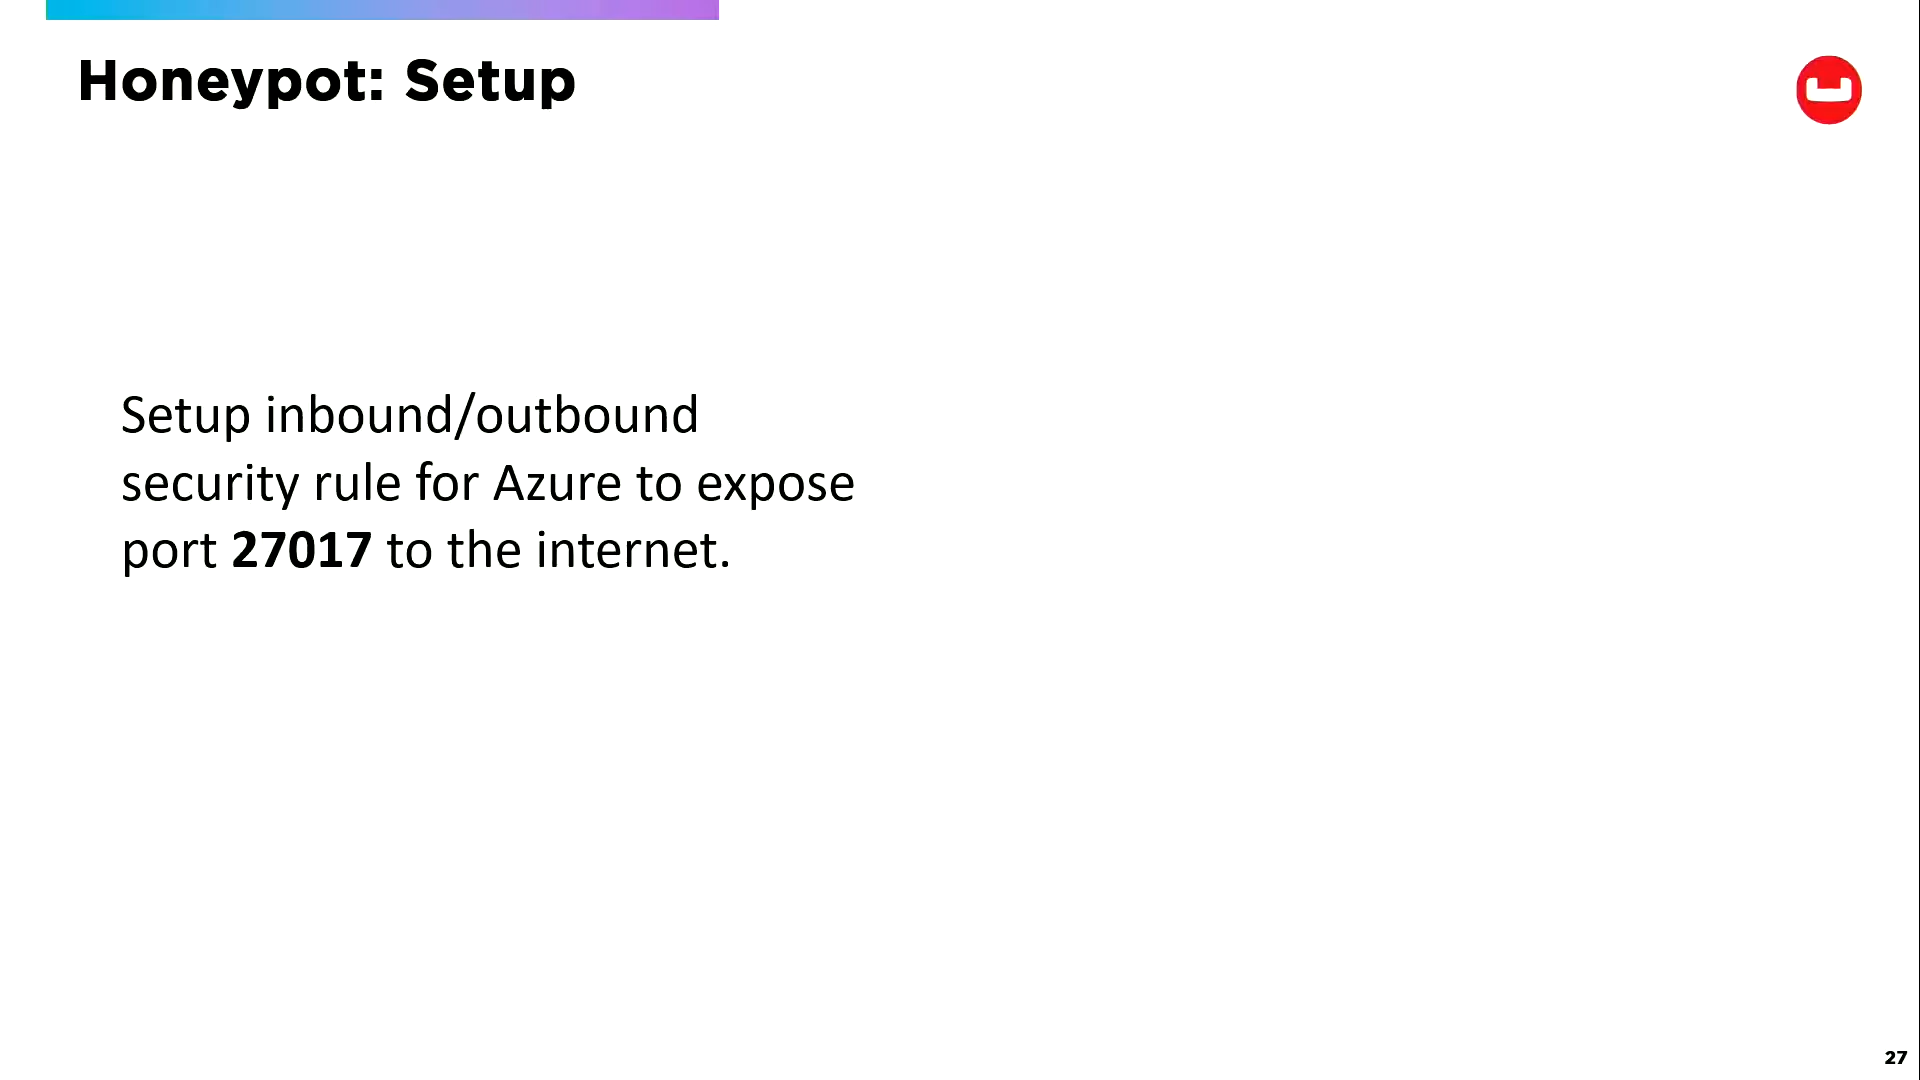 Honeypot: Setup
Setup inbound/outbound
security rule for Azure to expose
port 27017 to the internet.
27